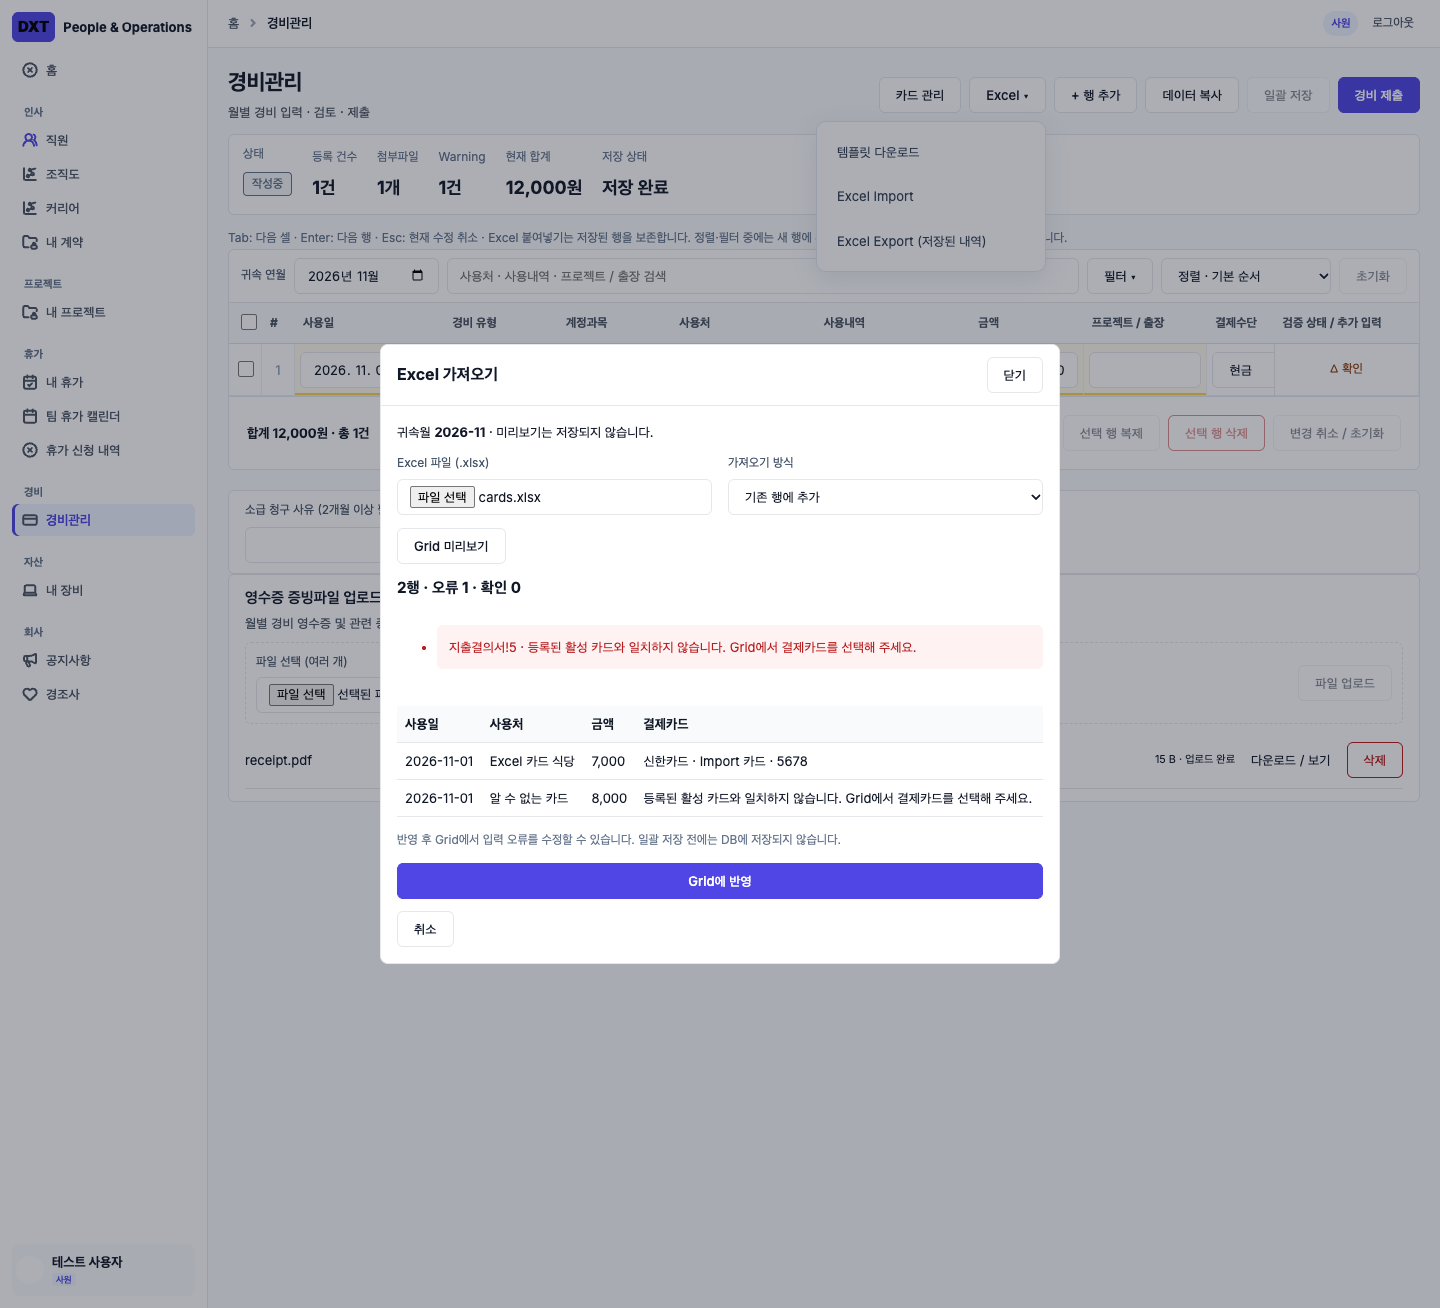 DXT People & Operations
홈
인사
직원
조직도
커리어
내 계약
프로젝트
내 프로젝트
휴가
내 휴가
팀 휴가 캘린더
휴가 신청 내역
경비
경비관리
자산
내 장비
회사
공지사항
경조사
테스트 사용자
사원
홈 > 경비관리
사원 로그아웃
경비관리
월별 경비 입력 · 검토 · 제출
카드 관리 Excel ▾ + 행 추가 데이터 복사 일괄 저장 경비 제출
템플릿 다운로드
Excel Import
Excel Export (저장된 내역)
상태 등록 건수 첨부파일 Warning 현재 합계 저장 상태
작성중 1건 1개 1건 12,000원 저장 완료
Tab: 다음 셀 · Enter: 다음 행 · Esc: 현재 수정 취소 · Excel 붙여넣기는 저장된 행을 보존합니다. 정렬·필터 중에는 새 행에 니다.
귀속 연월 2026년 11월 사용처 · 사용내역 · 프로젝트 / 출장 검색 필터 ▾ 정렬 · 기본 순서 초기화
# 사용일 경비 유형 계정과목 사용처 사용내역 금액 프로젝트 / 출장 결제수단 검증 상태 / 추가 입력
1 2026. 11. 0 현금 △ 확인
합계 12,000원 · 총 1건 선택 행 복제 선택 행 삭제 변경 취소 / 초기화
소급 청구 사유 (2개월 이상
영수증 증빙파일 업로드
월별 경비 영수증 및 관련
파일 선택 (여러 개)
파일 선택 선택된 파일 업로드
receipt.pdf 15 B · 업로드 완료 다운로드 / 보기 삭제
Excel 가져오기 닫기
귀속월 2026-11 · 미리보기는 저장되지 않습니다.
Excel 파일 (.xlsx) 가져오기 방식
파일 선택 cards.xlsx 기존 행에 추가
Grid 미리보기
2행 · 오류 1 · 확인 0
• 지출결의서!5 · 등록된 활성 카드와 일치하지 않습니다. Grid에서 결제카드를 선택해 주세요.
사용일 사용처 금액 결제카드
2026-11-01 Excel 카드 식당 7,000 신한카드 · Import 카드 · 5678
2026-11-01 알 수 없는 카드 8,000 등록된 활성 카드와 일치하지 않습니다. Grid에서 결제카드를 선택해 주세요.
반영 후 Grid에서 입력 오류를 수정할 수 있습니다. 일괄 저장 전에는 DB에 저장되지 않습니다.
Grid에 반영
취소